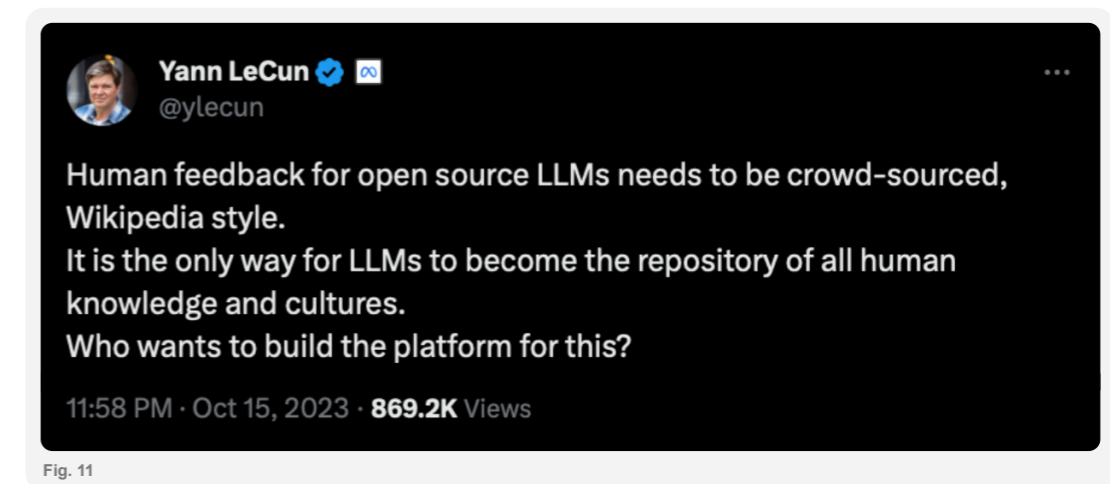 Yann LeCun
@ylecun
Human feedback for open source LLMs needs to be crowd-sourced,
Wikipedia style.
It is the only way for LLMs to become the repository of all human
knowledge and cultures.
Who wants to build the platform for this?
11:58 PM · Oct 15, 2023 · 869.2K Views
Fig. 11